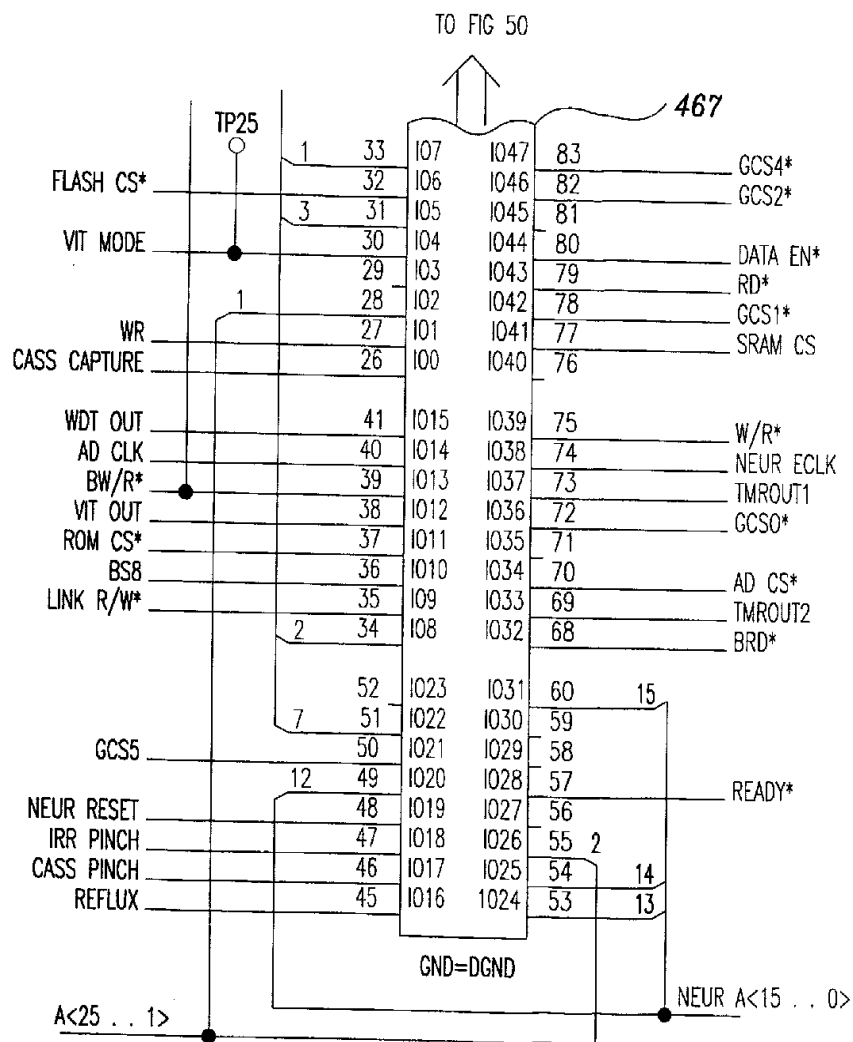 TO FIG 50
467
TP25
1 33 IO7 IO47 83 GCS4*
FLASH CS* 32 IO6 IO46 82 GCS2*
3 31 IO5 IO45 81
VIT MODE 30 IO4 IO44 80 DATA EN*
29 IO3 IO43 79 RD*
1 28 IO2 IO42 78 GCS1*
WR 27 IO1 IO41 77 SRAM CS
CASS CAPTURE 26 IO0 IO40 76
WDT OUT 41 IO15 IO39 75 W/R*
AD CLK 40 IO14 IO38 74 NEUR ECLK
BW/R* 39 IO13 IO37 73 TMROUT1
VIT OUT 38 IO12 IO36 72 GCS0*
ROM CS* 37 IO11 IO35 71
BS8 36 IO10 IO34 70 AD CS*
LINK R/W* 35 IO9 IO33 69 TMROUT2
2 34 IO8 IO32 68 BRD*
52 IO23 IO31 60 15
7 51 IO22 IO30 59
GCS5 50 IO21 IO29 58
12 49 IO20 IO28 57 READY*
NEUR RESET 48 IO19 IO27 56
IRR PINCH 47 IO18 IO26 55 2
CASS PINCH 46 IO17 IO25 54 14
REFLUX 45 IO16 IO24 53 13
GND=DGND
NEUR A<15 . . 0>
A<25 . . 1>